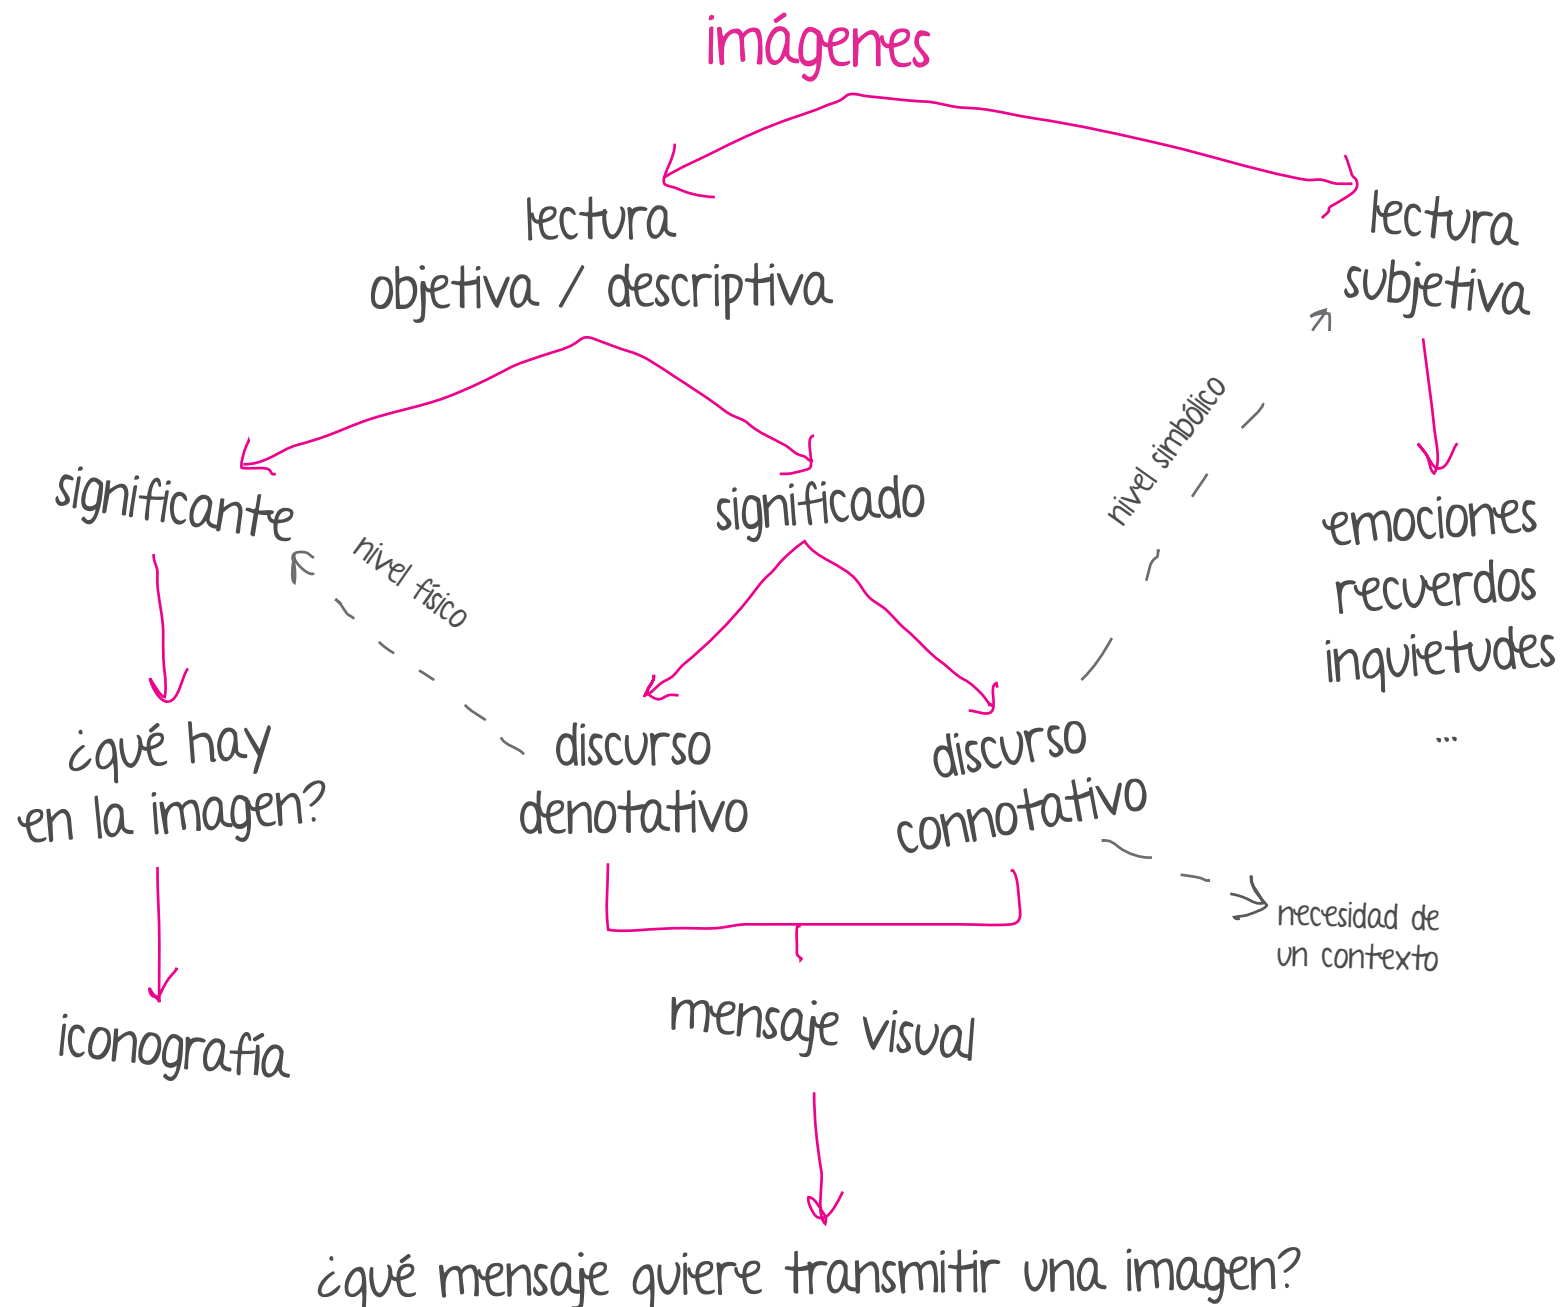 imágenes
lectura
objetiva / descriptiva
lectura
subjetiva
significante
significado
nivel físico
nivel simbólico
emociones
recuerdos
inquietudes
...
¿qué hay
en la imagen?
discurso
denotativo
discurso
connotativo
necesidad de
un contexto
iconografía
mensaje visual
¿qué mensaje quiere transmitir una imagen?